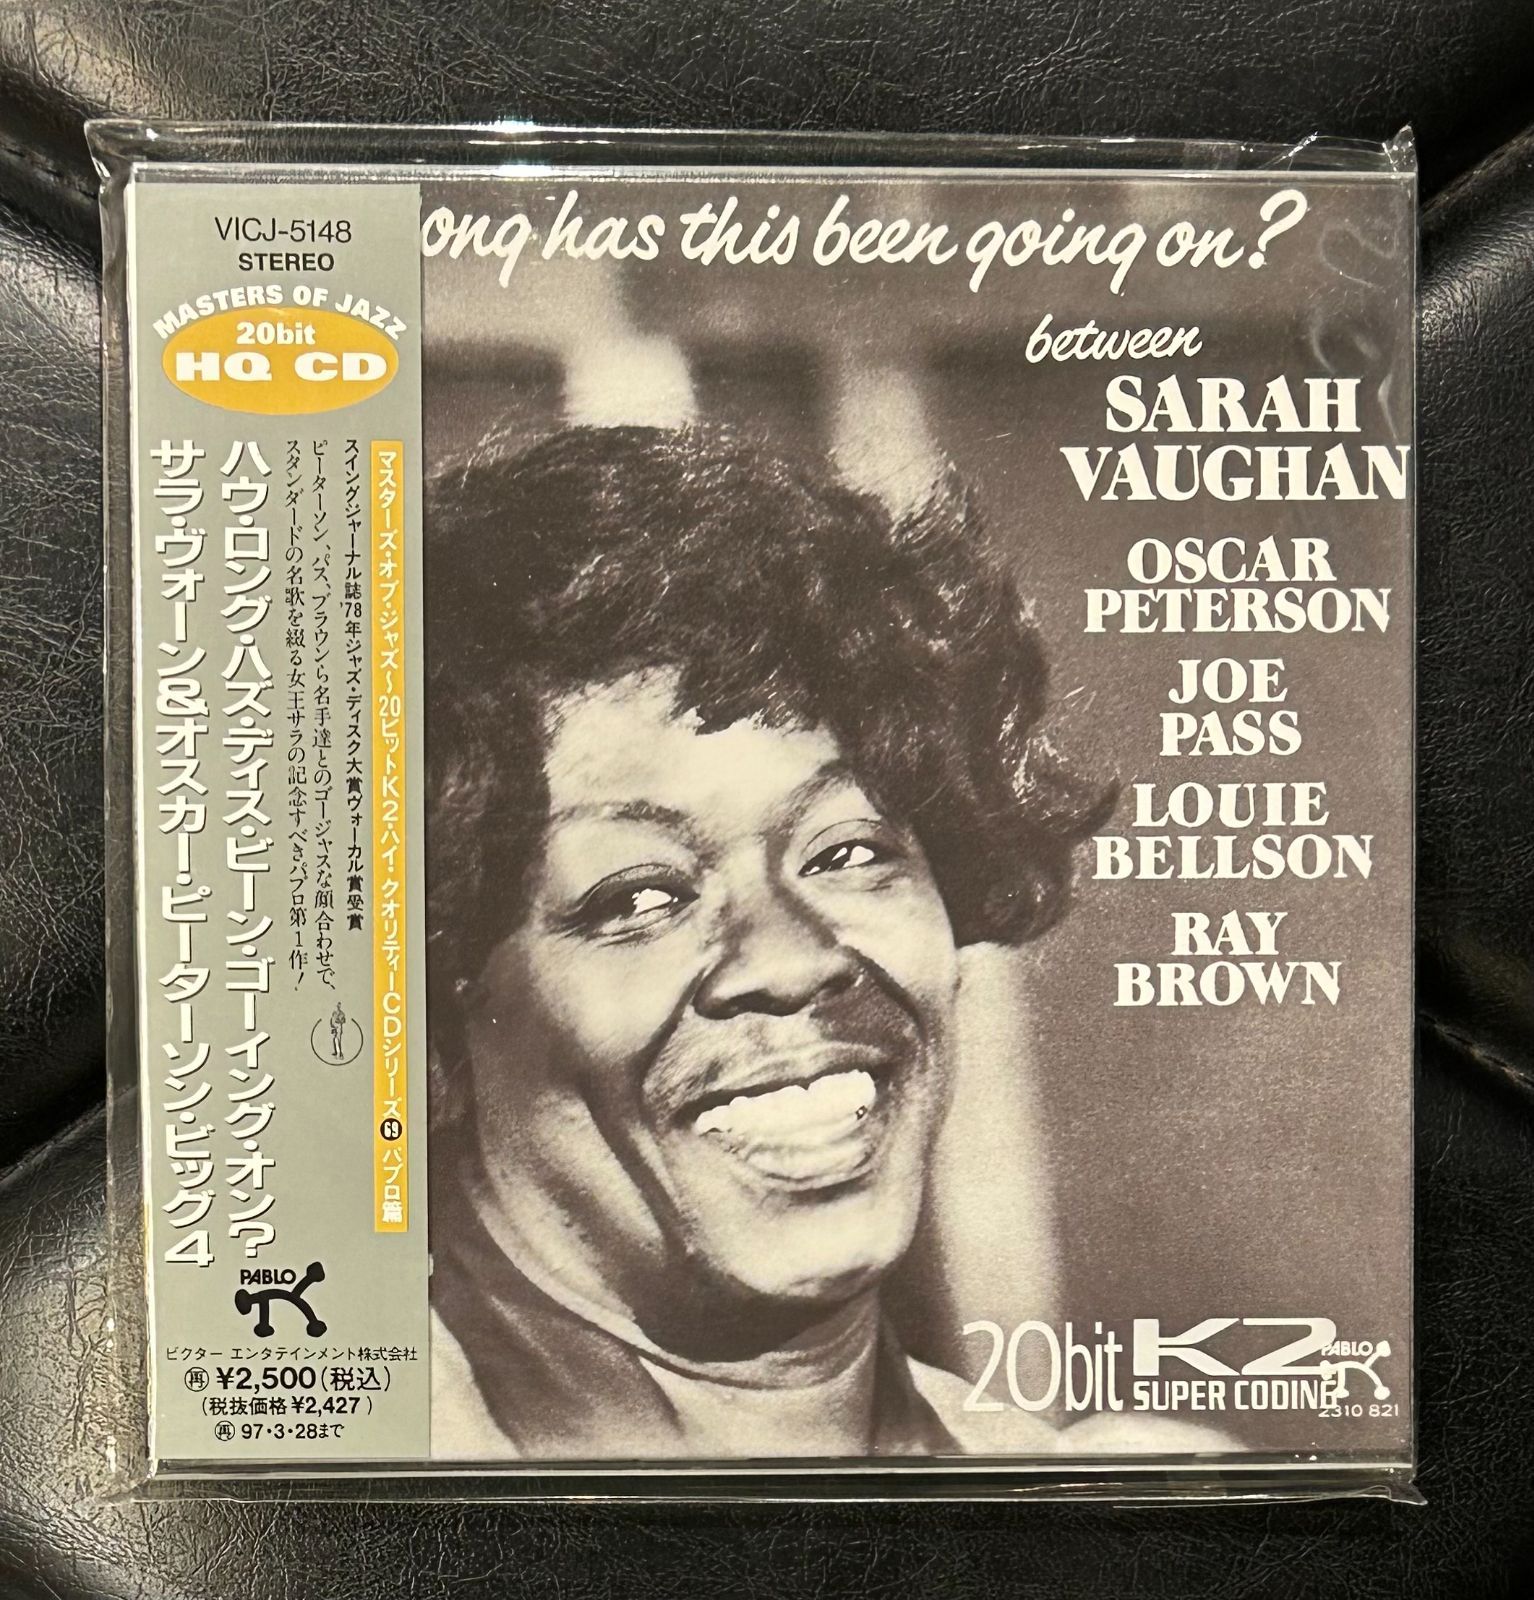 VICJ-5148
STEREO
MASTERS OF JAZZ
20bit
HQ CD
マスターズ・オブ・ジャズ〜20ビットK2・ハイ・クオリティーCDシリーズ69 パブロ篇
スイングジャーナル誌'78年ジャズ・ディスク大賞ヴォーカル賞受賞
ピーターソン、パス、ブラウンら名手達とのゴージャスな顔合わせで、
スタンダードの名歌を綴る女王サラの記念すべきパブロ第1作!
ハウ・ロング・ハズ・ディス・ビーン・ゴーイング・オン?
サラ・ヴォーン&オスカー・ピーターソン・ビッグ4
PABLO
ビクター エンタテインメント株式会社
再 ¥2,500(税込)
(税抜価格¥2,427)
再 97・3・28まで
ong has this been going on?
between
SARAH
VAUGHAN
OSCAR
PETERSON
JOE
PASS
LOUIE
BELLSON
RAY
BROWN
20bit K2
SUPER CODING
PABLO
2310 821